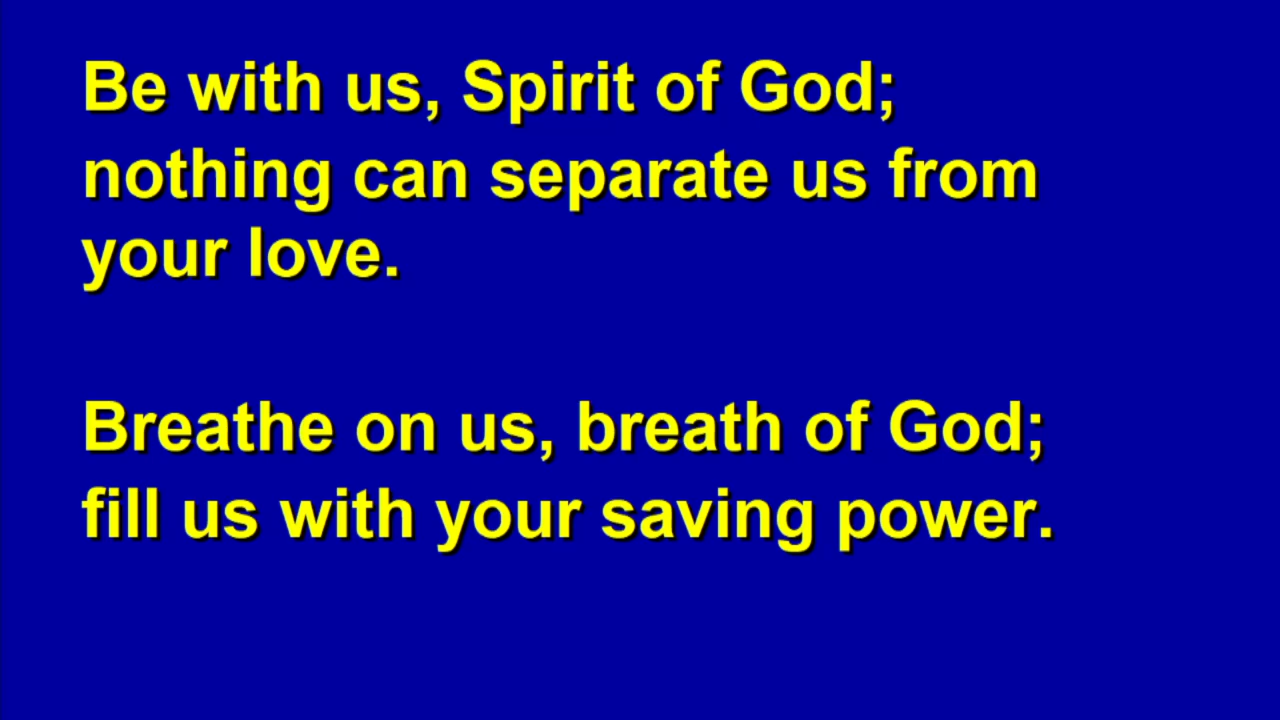 Be with us, Spirit of God;
nothing can separate us from
your love.
Breathe on us, breath of God;
fill us with your saving power.